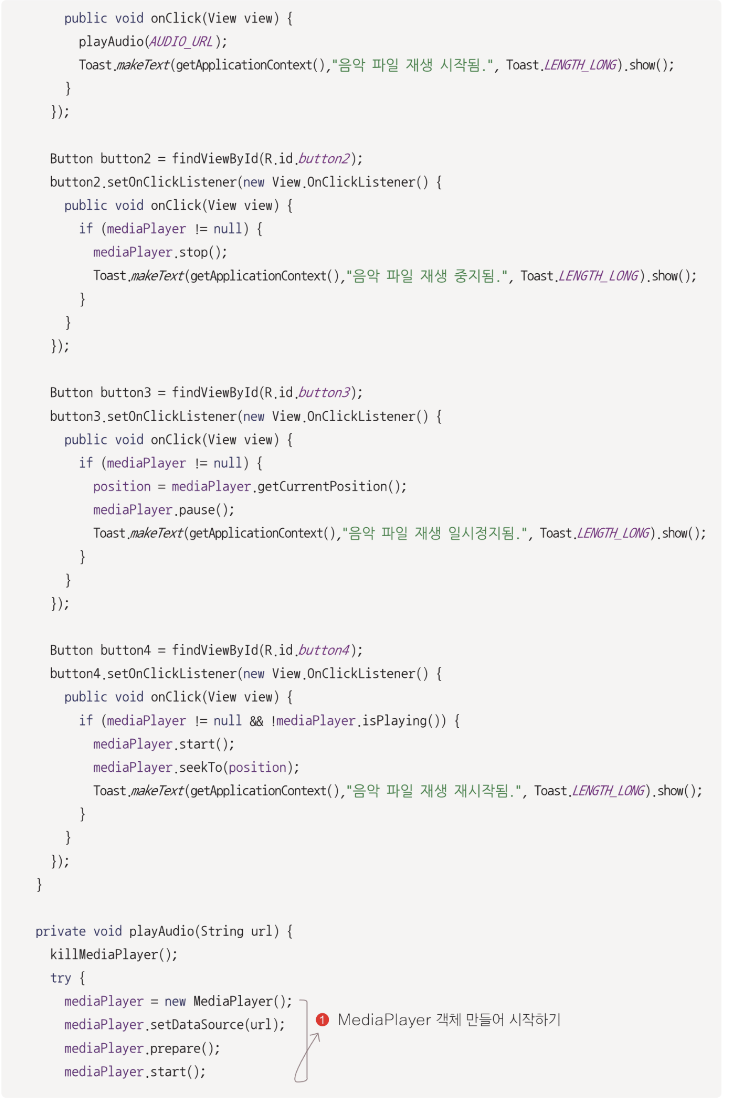 public void onClick(View view) {
playAudio(AUDIO_URL);
Toast.makeText(getApplicationContext(),"음악 파일 재생 시작됨.", Toast.LENGTH_LONG).show();
}
});
Button button2 = findViewById(R.id.button2);
button2.setOnClickListener(new View.OnClickListener() {
public void onClick(View view) {
if (mediaPlayer != null) {
mediaPlayer.stop();
Toast.makeText(getApplicationContext(),"음악 파일 재생 중지됨.", Toast.LENGTH_LONG).show();
}
}
});
Button button3 = findViewById(R.id.button3);
button3.setOnClickListener(new View.OnClickListener() {
public void onClick(View view) {
if (mediaPlayer != null) {
position = mediaPlayer.getCurrentPosition();
mediaPlayer.pause();
Toast.makeText(getApplicationContext(),"음악 파일 재생 일시정지됨.", Toast.LENGTH_LONG).show();
}
}
});
Button button4 = findViewById(R.id.button4);
button4.setOnClickListener(new View.OnClickListener() {
public void onClick(View view) {
if (mediaPlayer != null && !mediaPlayer.isPlaying()) {
mediaPlayer.start();
mediaPlayer.seekTo(position);
Toast.makeText(getApplicationContext(),"음악 파일 재생 재시작됨.", Toast.LENGTH_LONG).show();
}
}
});
}
private void playAudio(String url) {
killMediaPlayer();
try {
mediaPlayer = new MediaPlayer();
mediaPlayer.setDataSource(url);
1 MediaPlayer 객체 만들어 시작하기
mediaPlayer.prepare();
mediaPlayer.start();